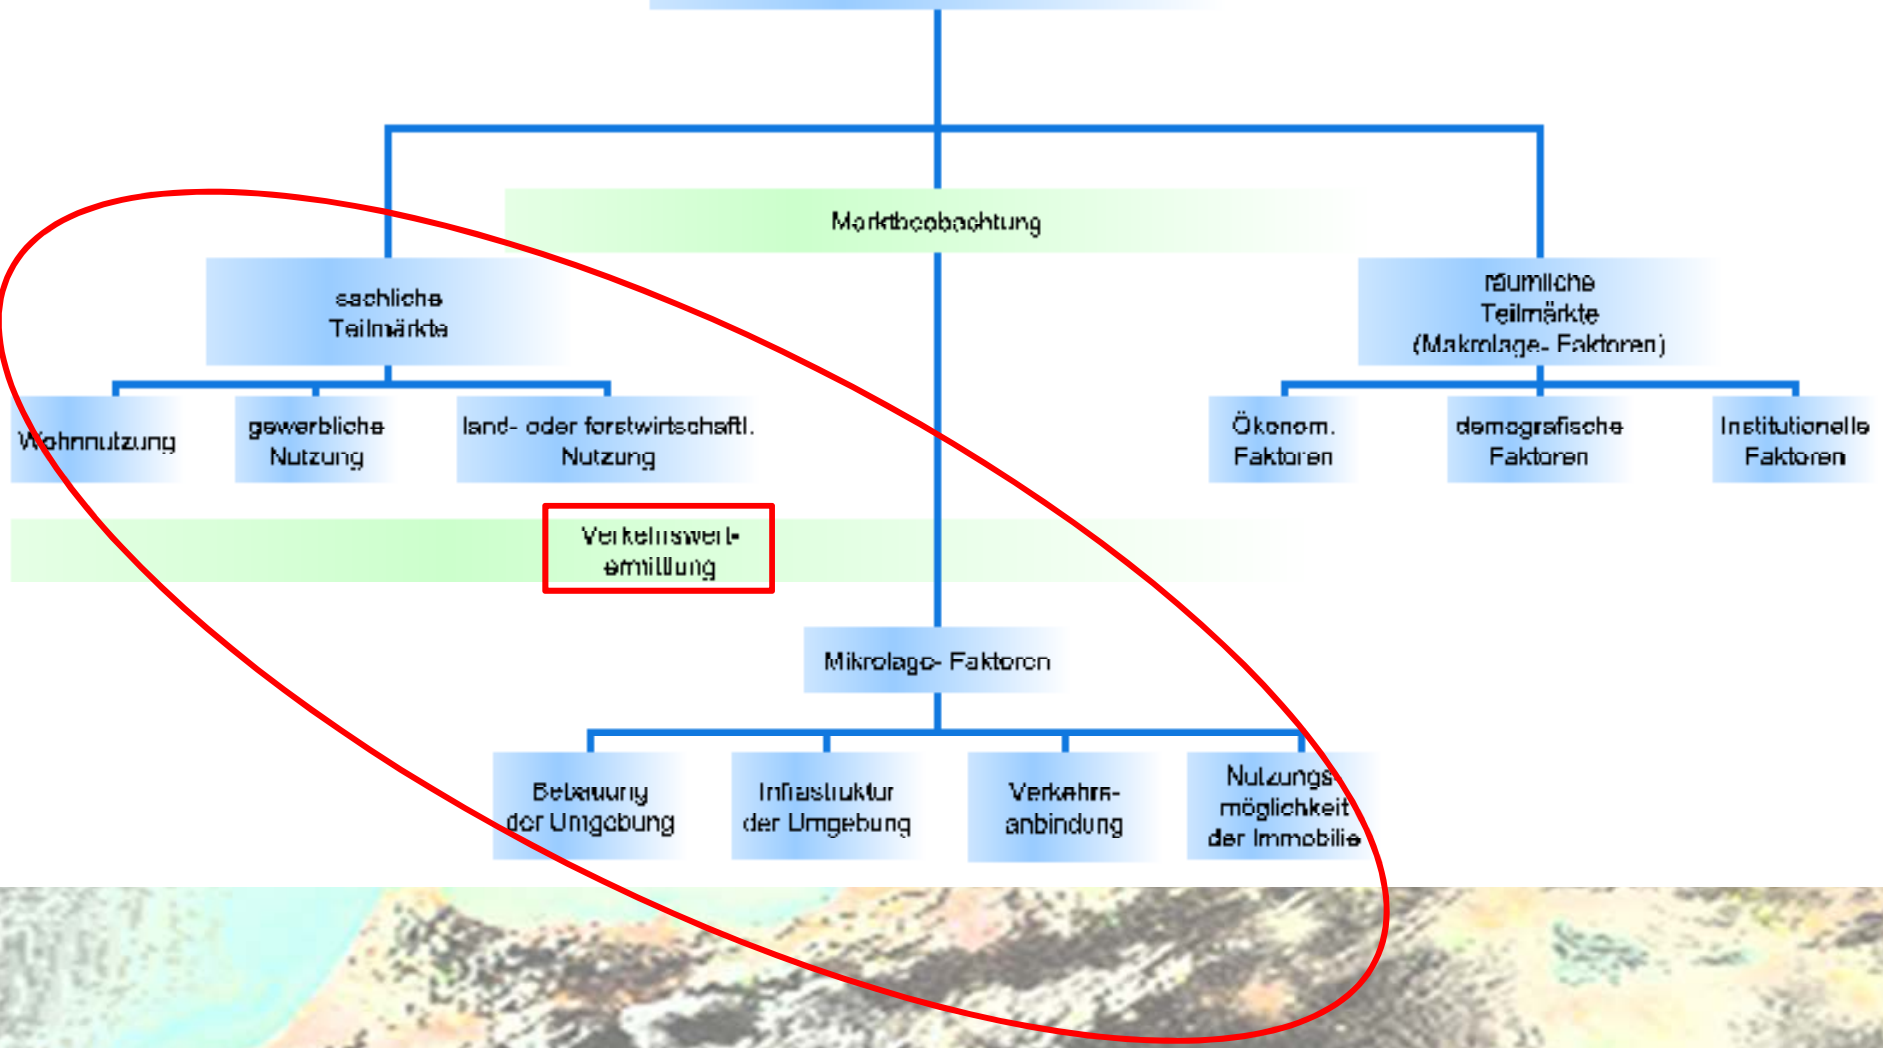 Marktbeobachtung
sachliche
Teilmärkte
räumliche
Teilmärkte
(Makrolage- Faktoren)
Wohnnutzung
gewerbliche
Nutzung
land- oder forstwirtschaftl.
Nutzung
Ökonom.
Faktoren
demografische
Faktoren
Institutionelle
Faktoren
Verkehrswert-
ermittlung
Mikrolage- Faktoren
Bebauung
der Umgebung
Infrastruktur
der Umgebung
Verkehrs-
anbindung
Nutzungs-
möglichkeit
der Immobilie